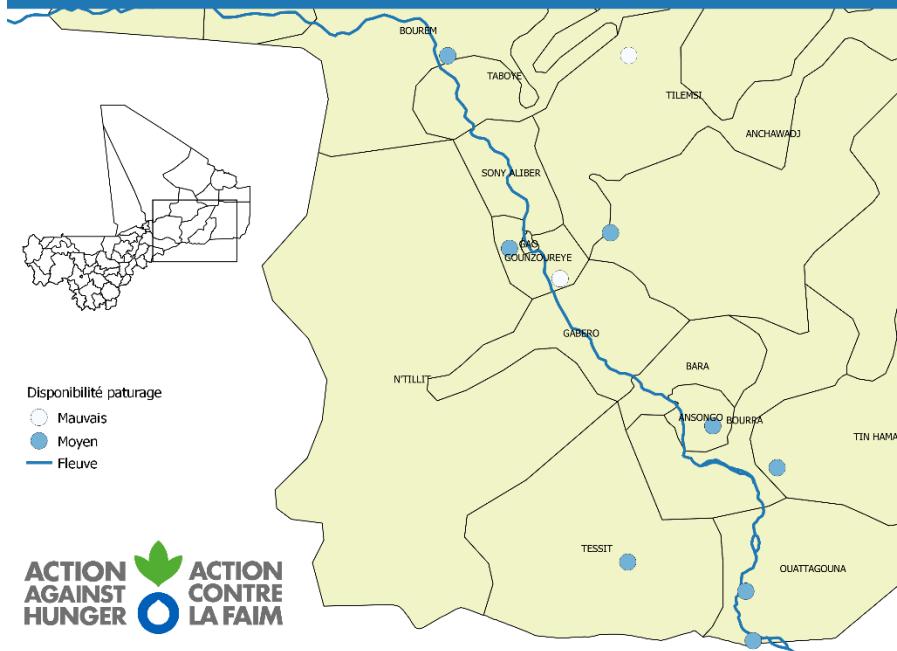 BOUREM
TABOYE
TILEMSI
ANCHAWADJ
SONY ALIBER
GAO
GOUNZOUREYE
GABERO
BARA
N'TILLIT
ANSONGO
BOURRA
TIN HAMA
TESSIT
OUATTAGOUNA
Disponibilité paturage
Mauvais
Moyen
Fleuve
ACTION
AGAINST
HUNGER
ACTION
CONTRE
LA FAIM